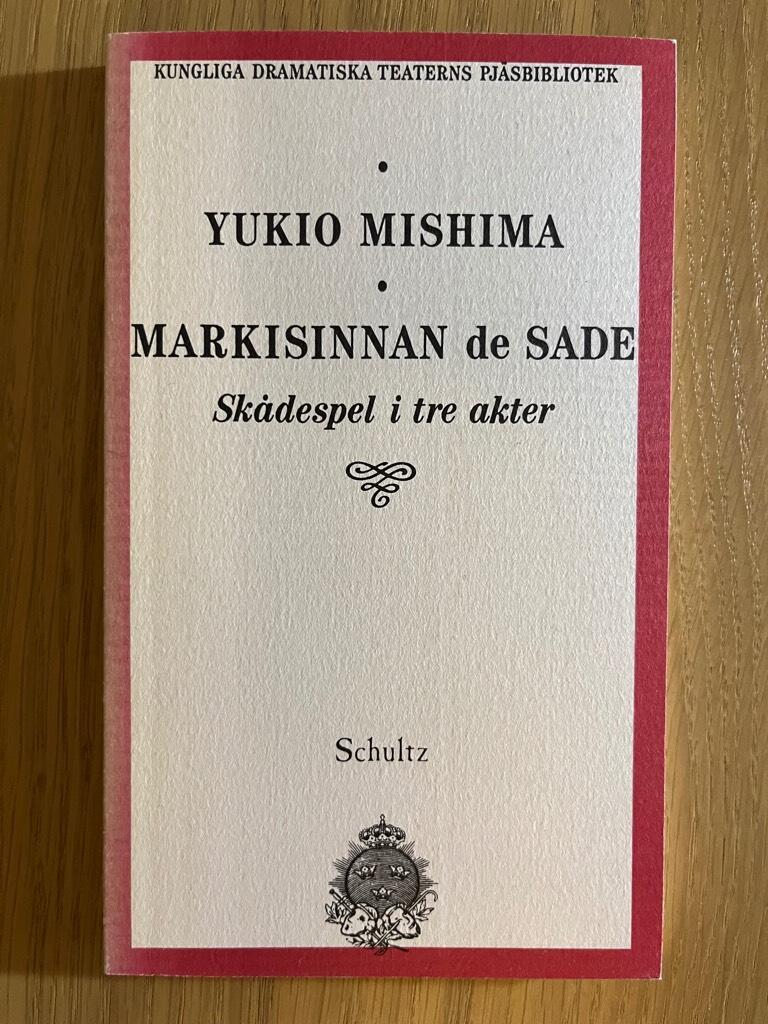 KUNGLIGA DRAMATISKA TEATERNS PJÄSBIBLIOTEK
YUKIO MISHIMA
MARKISINNAN de SADE
Skådespel i tre akter
Schultz